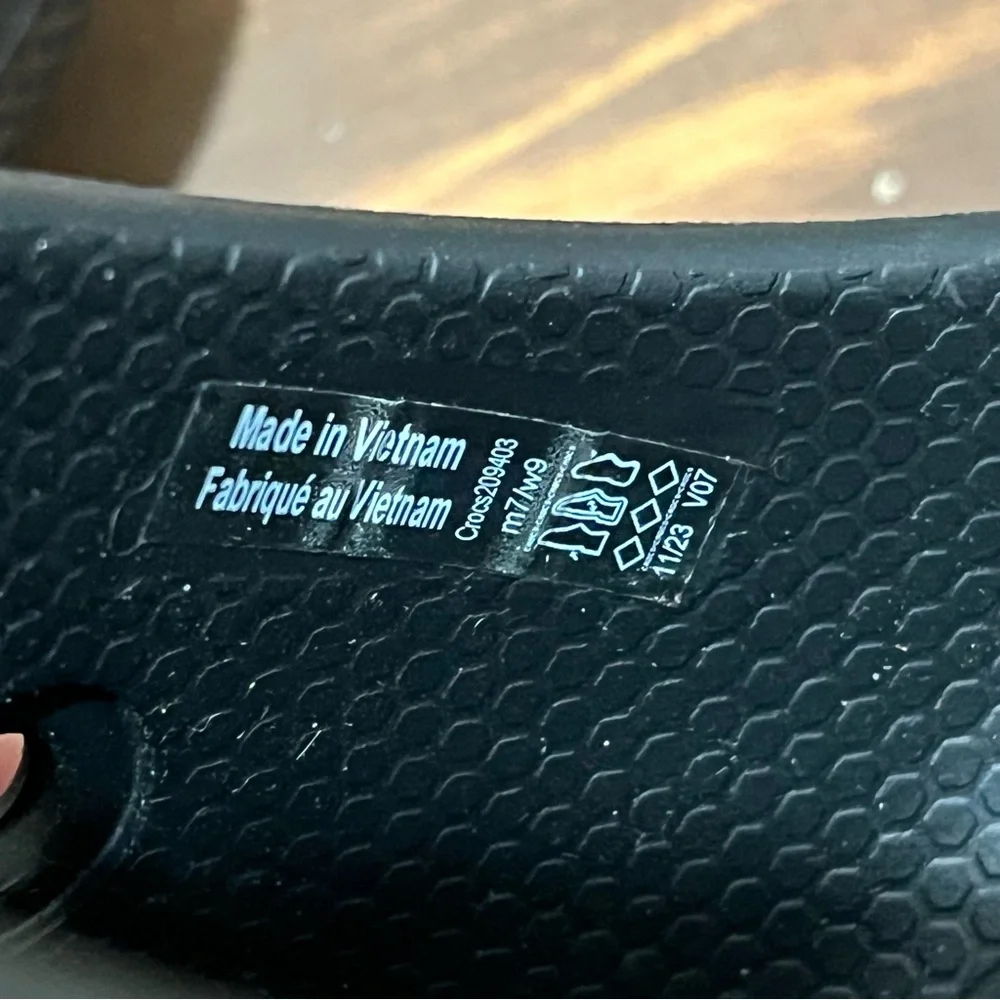 Made in Vietnam
Fabriqué au Vietnam
Crocs209403
m7/w9
11/23 V07